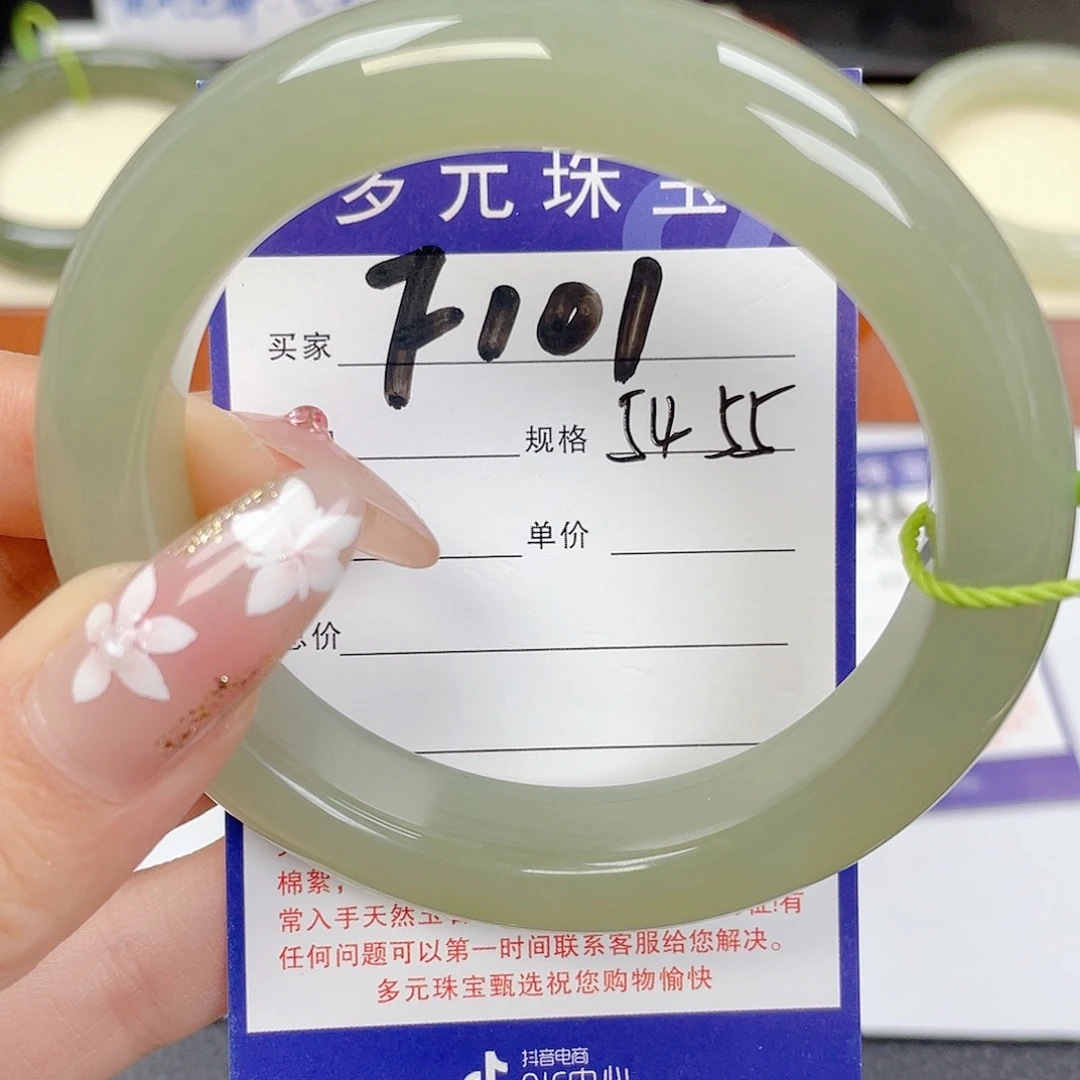 多元珠宝
买家 7101
规格 54 55
单价
总价
棉絮，
常入手天然玉
任何问题可以第一时间联系客服给您解决。
多元珠宝甄选祝您购物愉快
抖音电商